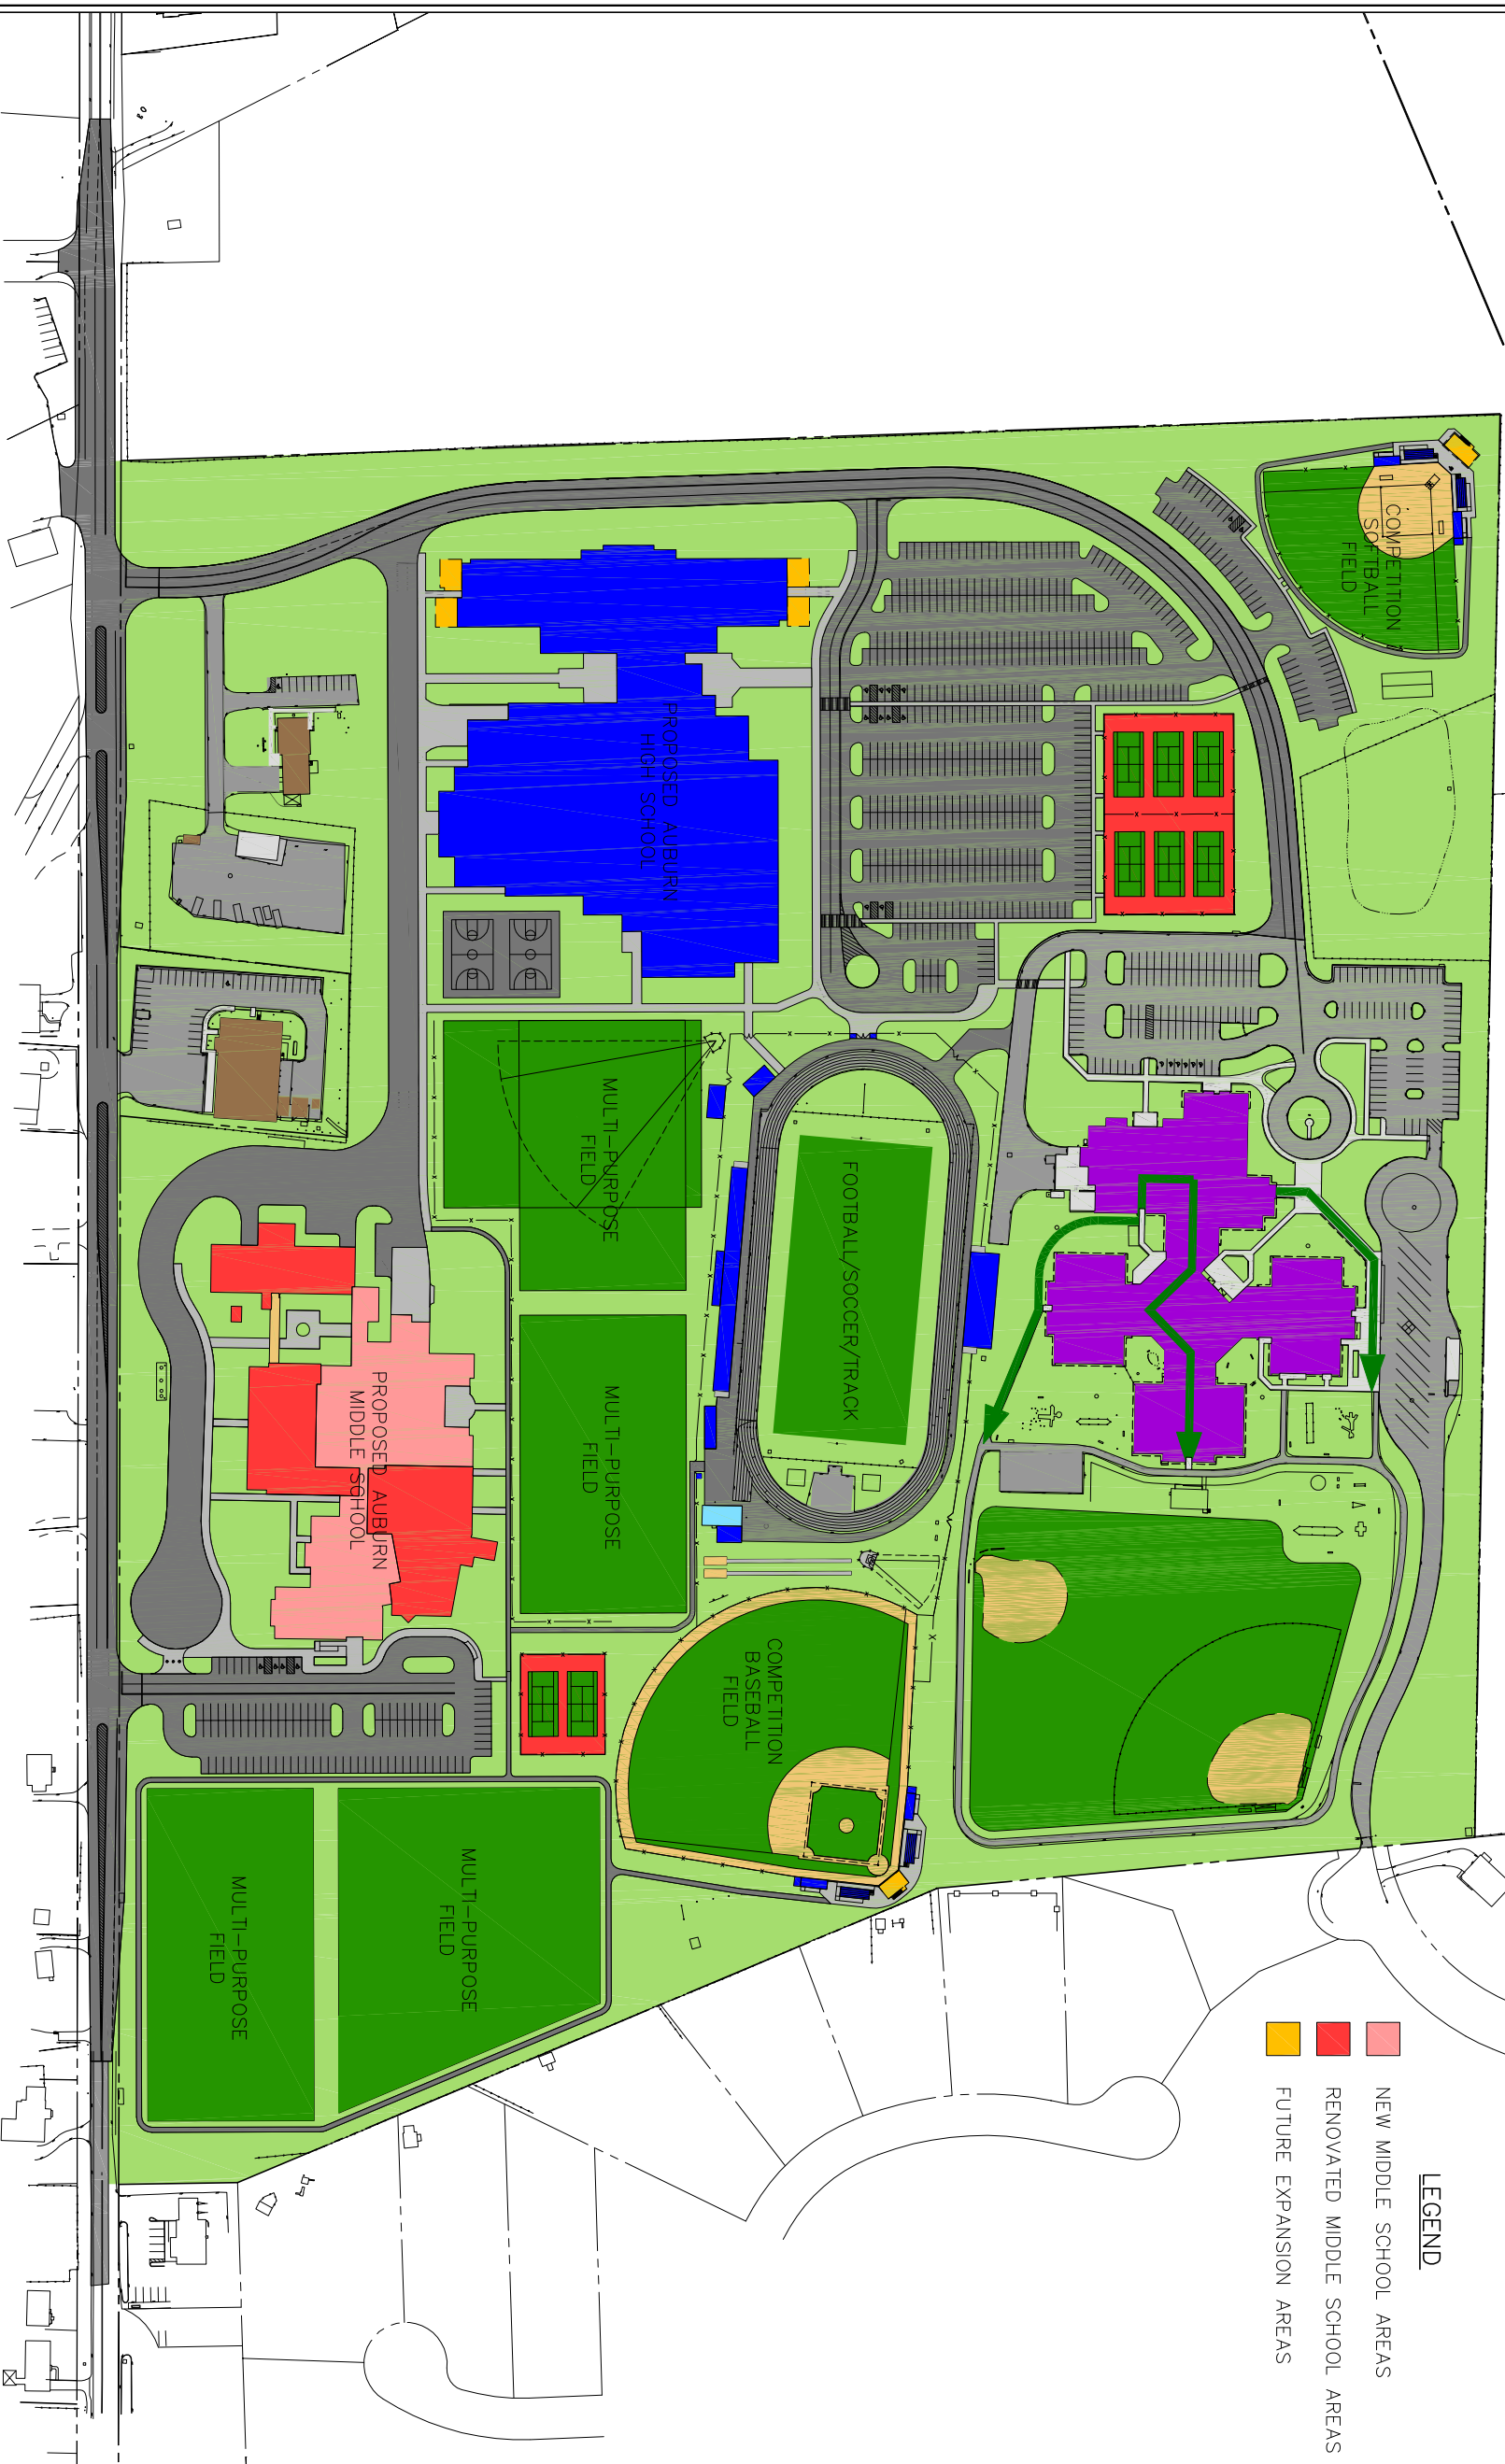 COMPETITION
SOFTBALL
FIELD
PROPOSED AUBURN
HIGH SCHOOL
MULTI-PURPOSE
FIELD
FOOTBALL/SOCCER/TRACK
MULTI-PURPOSE
FIELD
PROPOSED AUBURN
MIDDLE SCHOOL
COMPETITION
BASEBALL
FIELD
MULTI-PURPOSE
FIELD
MULTI-PURPOSE
FIELD
LEGEND
NEW MIDDLE SCHOOL AREAS
RENOVATED MIDDLE SCHOOL AREAS
FUTURE EXPANSION AREAS